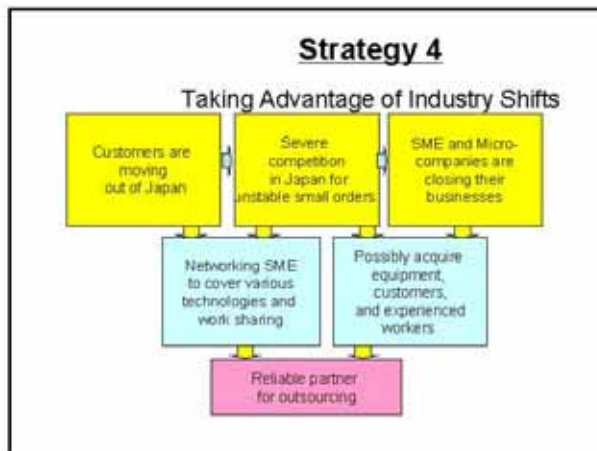 Strategy 4
Taking Advantage of Industry Shifts
Customers are
moving
out of Japan
Severe
competition
in Japan for
unstable small orders
SME and Micro-
companies are
closing their
businesses
Networking SME
to cover various
technologies and
work sharing
Possibly acquire
equipment,
customers,
and experienced
workers
Reliable partner
for outsourcing